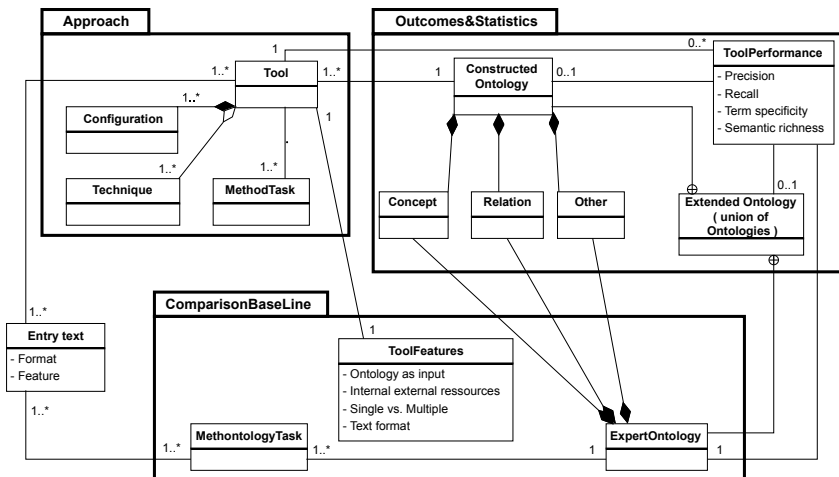 Approach
Outcomes&Statistics
1
0..*
1..*
Tool
1..*
1
Constructed
Ontology
0..1
ToolPerformance
- Precision
- Recall
- Term specificity
- Semantic richness
1..*
Configuration
1
1..*
1..*
Technique
MethodTask
Concept
Relation
Other
0..1
Extended Ontology
( union of
Ontologies )
ComparisonBaseLine
1..*
Entry text
- Format
- Feature
1..*
1
ToolFeatures
- Ontology as input
- Internal external ressources
- Single vs. Multiple
- Text format
1..*
MethontologyTask
1..*
1
ExpertOntology
1